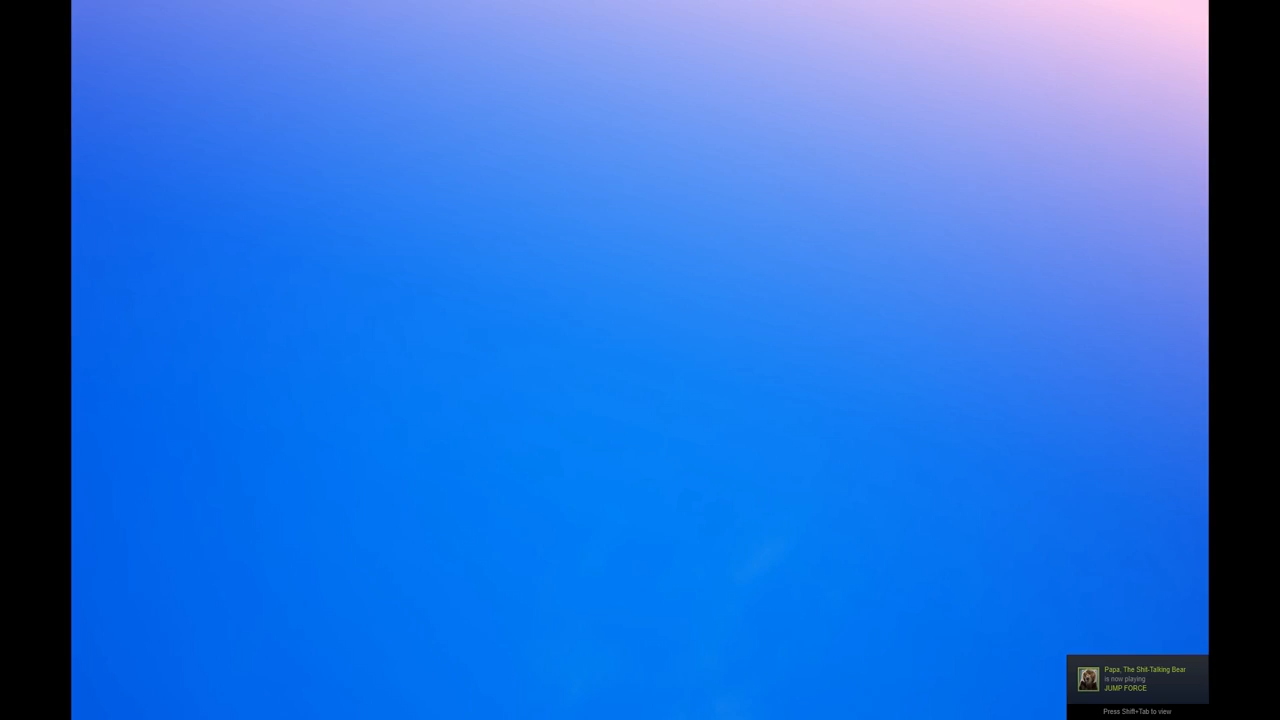 Papa, The Shit-Talking Bear
is now playing
JUMP FORCE
Press Shift+Tab to view